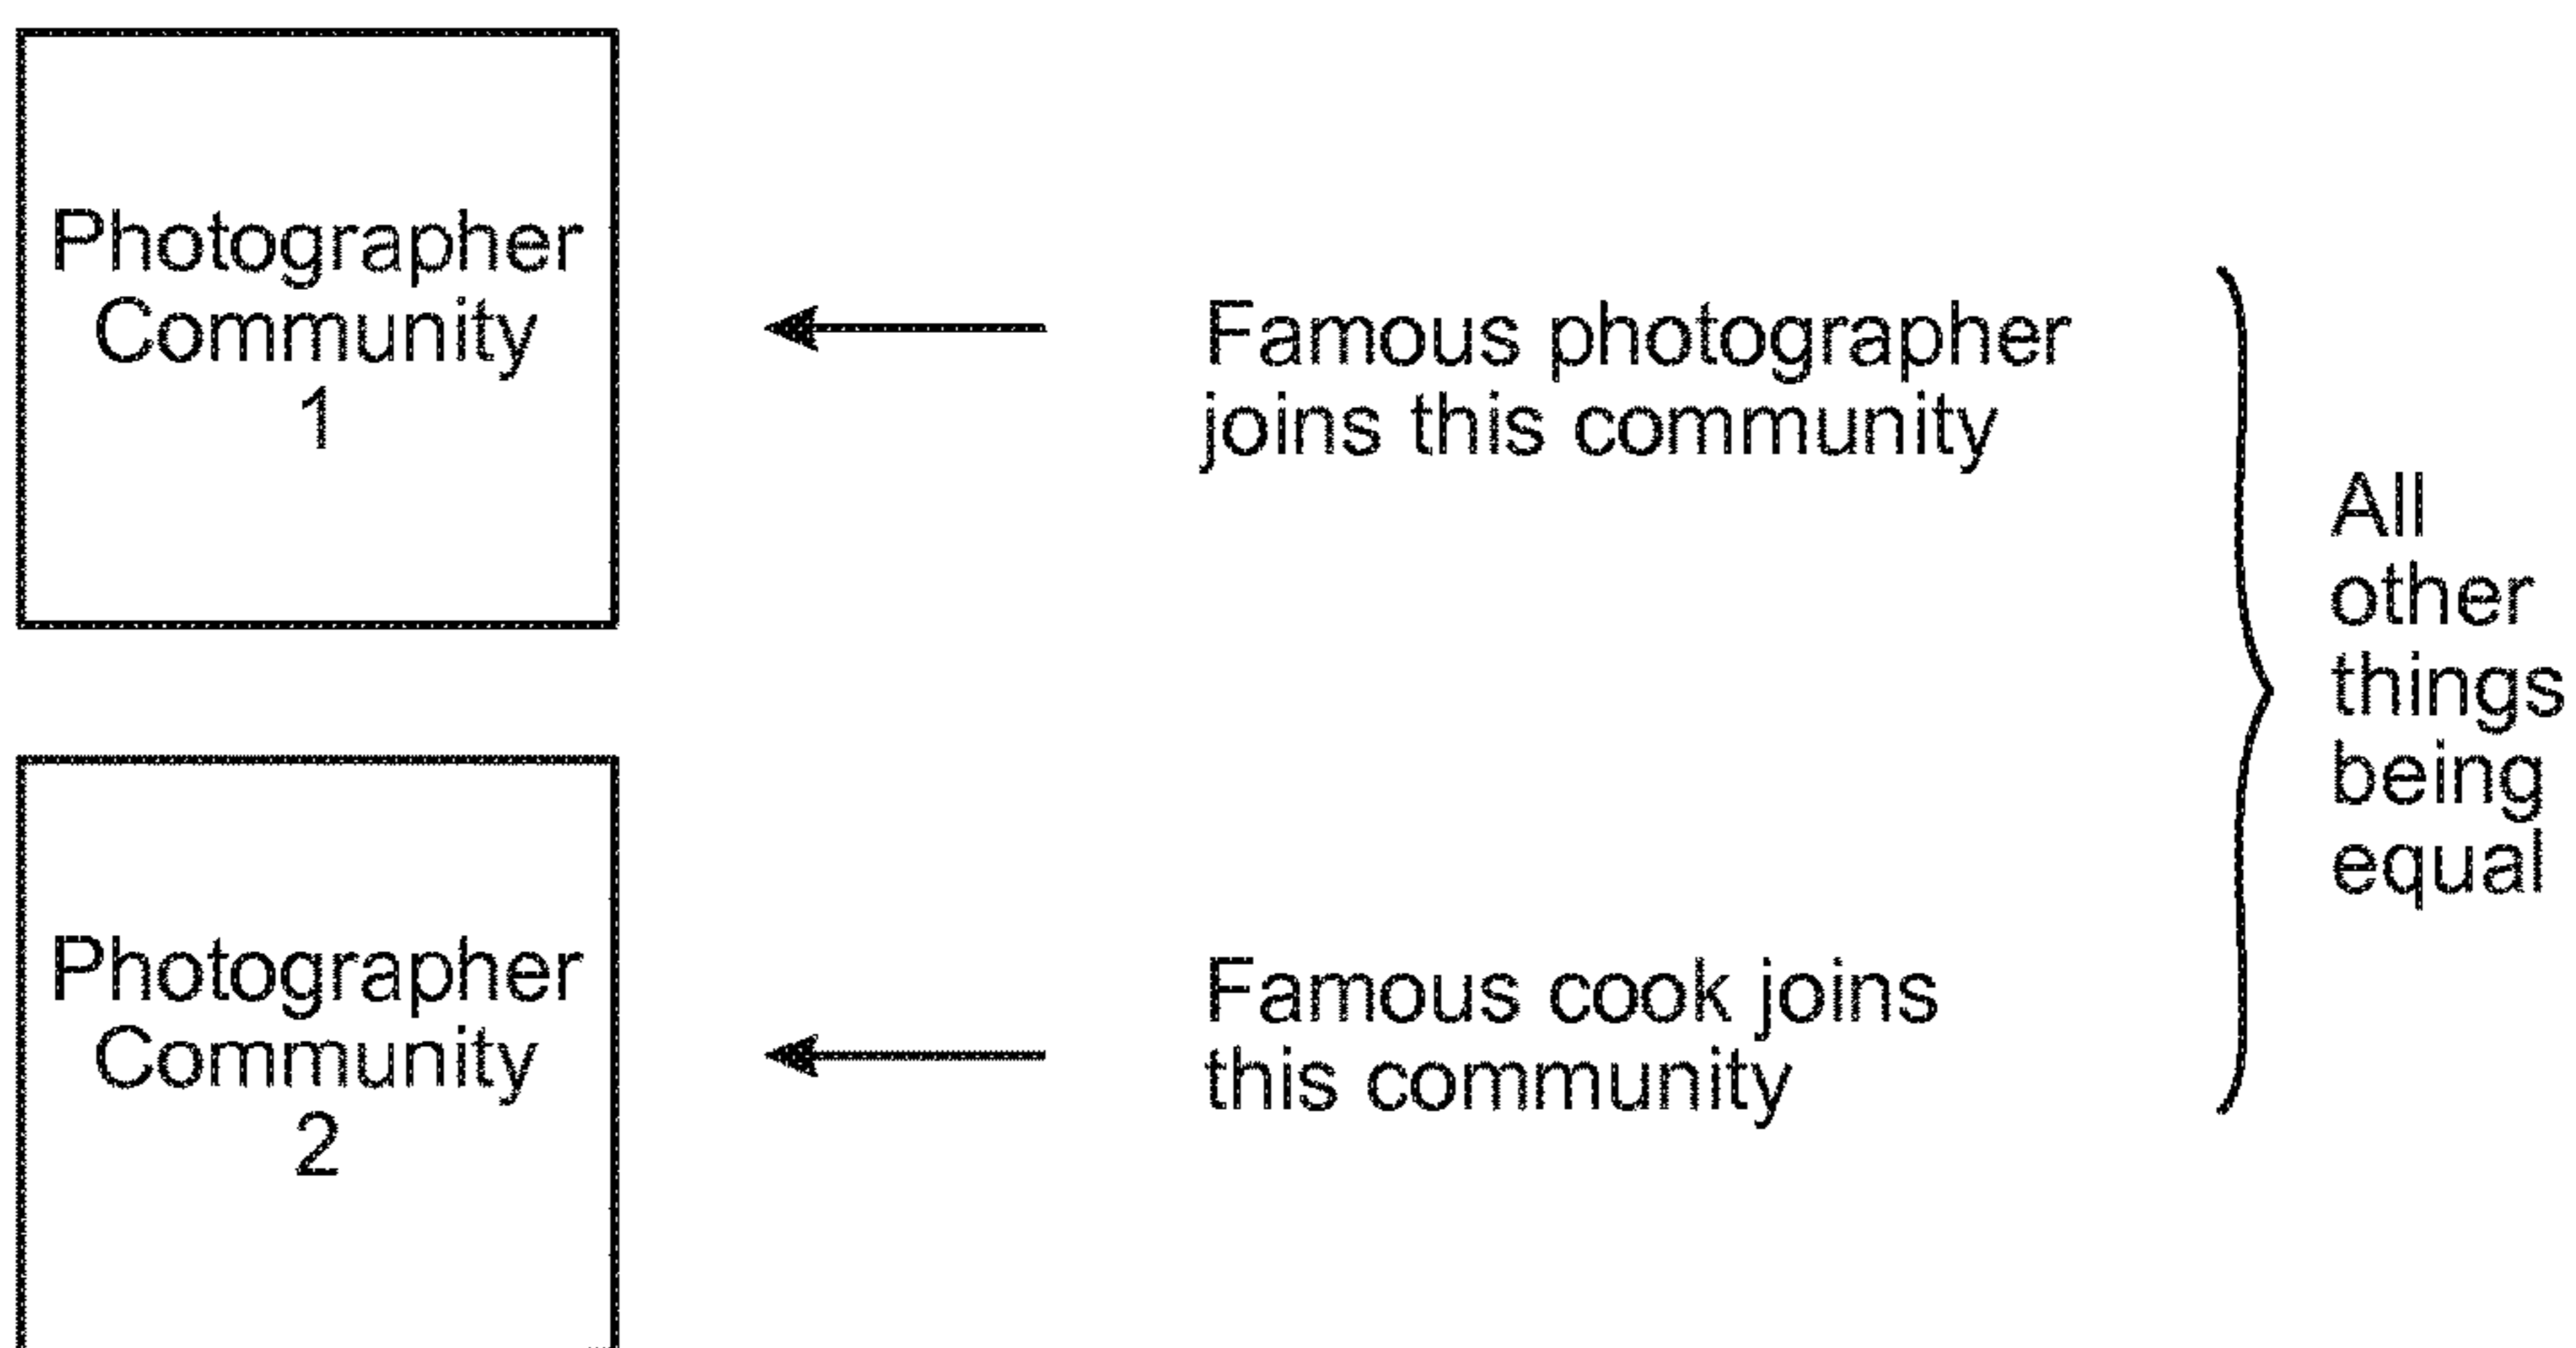 Photographer
Community
1
Famous photographer
joins this community
All
other
things
being
equal
Photographer
Community
2
Famous cook joins
this community